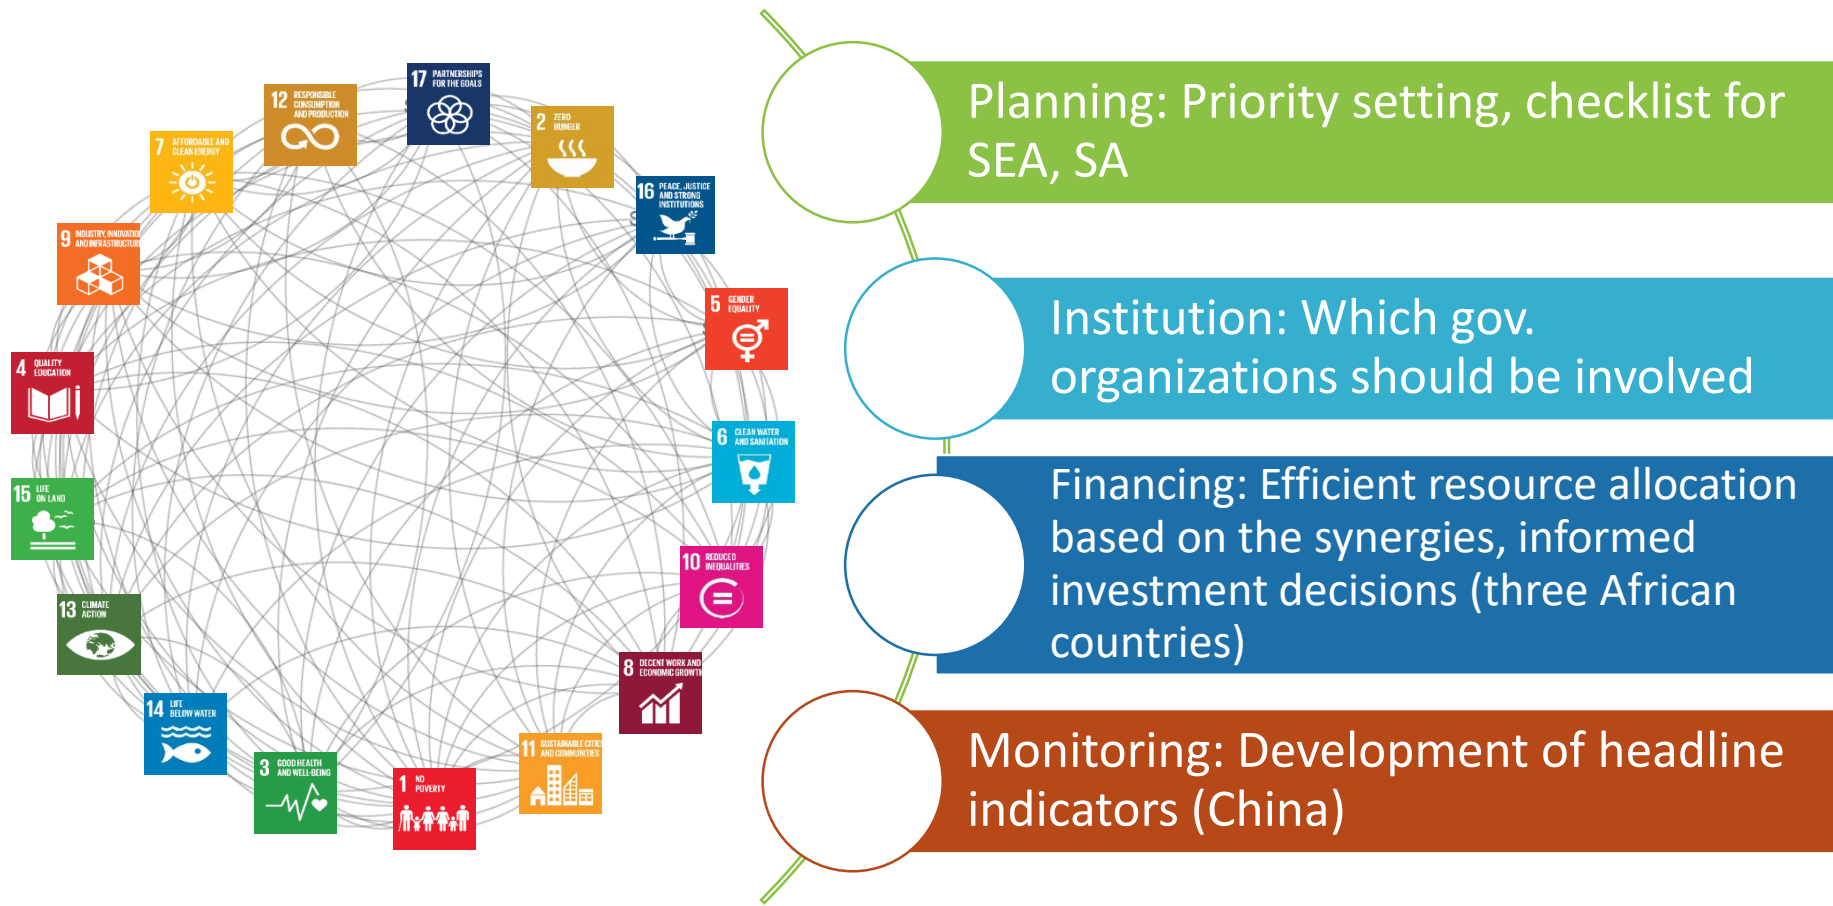 17 PARTNERSHIPS
FOR THE GOALS
12 RESPONSIBLE
CONSUMPTION
AND PRODUCTION
2 ZERO
HUNGER
7 AFFORDABLE AND
CLEAN ENERGY
16 PEACE, JUSTICE
AND STRONG
INSTITUTIONS
9 INDUSTRY, INNOVATIO
AND INFRASTRUCTUR
5 GENDER
EQUALITY
4 QUALITY
EDUCATION
6 CLEAN WATER
AND SANITATION
15 LIFE
ON LAND
10 REDUCED
INEQUALITIES
13 CLIMATE
ACTION
8 DECENT WORK AND
ECONOMIC GROWTH
14 LIFE
BELOW WATER
11 SUSTAINABLE CITIE
AND COMMUNITIES
3 GOOD HEALTH
AND WELL-BEING
1 NO
POVERTY
Planning: Priority setting, checklist for
SEA, SA
Institution: Which gov.
organizations should be involved
Financing: Efficient resource allocation
based on the synergies, informed
investment decisions (three African
countries)
Monitoring: Development of headline
indicators (China)